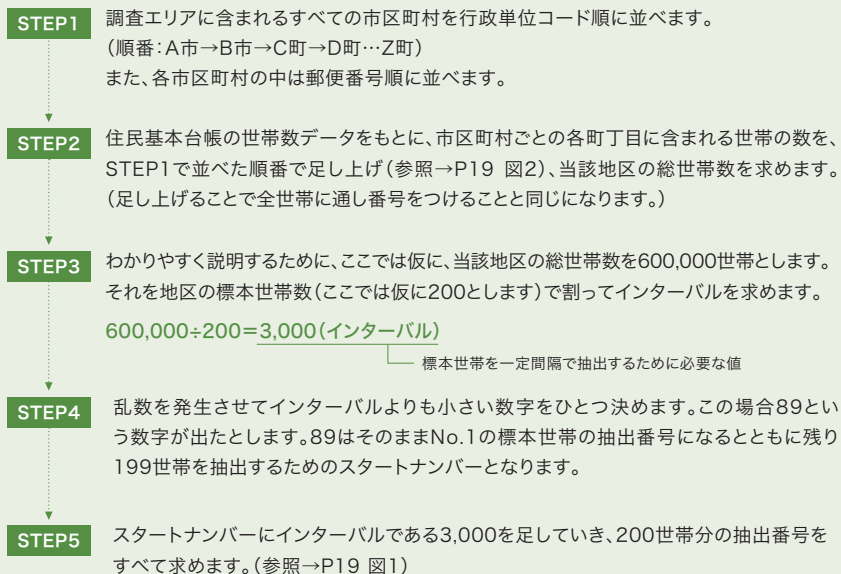 STEP1
調査エリアに含まれるすべての市区町村を行政単位コード順に並べます。
（順番：A市→B市→C町→D町…Z町）
また、各市区町村の中は郵便番号順に並べます。
STEP2
住民基本台帳の世帯数データをもとに、市区町村ごとの各町丁目に含まれる世帯の数を、
STEP1で並べた順番で足し上げ（参照→P19 図2）、当該地区の総世帯数を求めます。
（足し上げることで全世帯に通し番号をつけることと同じになります。）
STEP3
わかりやすく説明するために、ここでは仮に、当該地区の総世帯数を600,000世帯とします。
それを地区の標本世帯数（ここでは仮に200とします）で割ってインターバルを求めます。
600,000÷200＝3,000（インターバル）
標本世帯を一定間隔で抽出するために必要な値
STEP4
乱数を発生させてインターバルよりも小さい数字をひとつ決めます。この場合89とい
う数字が出たとします。89はそのままNo.1の標本世帯の抽出番号になるとともに残り
199世帯を抽出するためのスタートナンバーとなります。
STEP5
スタートナンバーにインターバルである3,000を足していき、200世帯分の抽出番号を
すべて求めます。（参照→P19 図1）